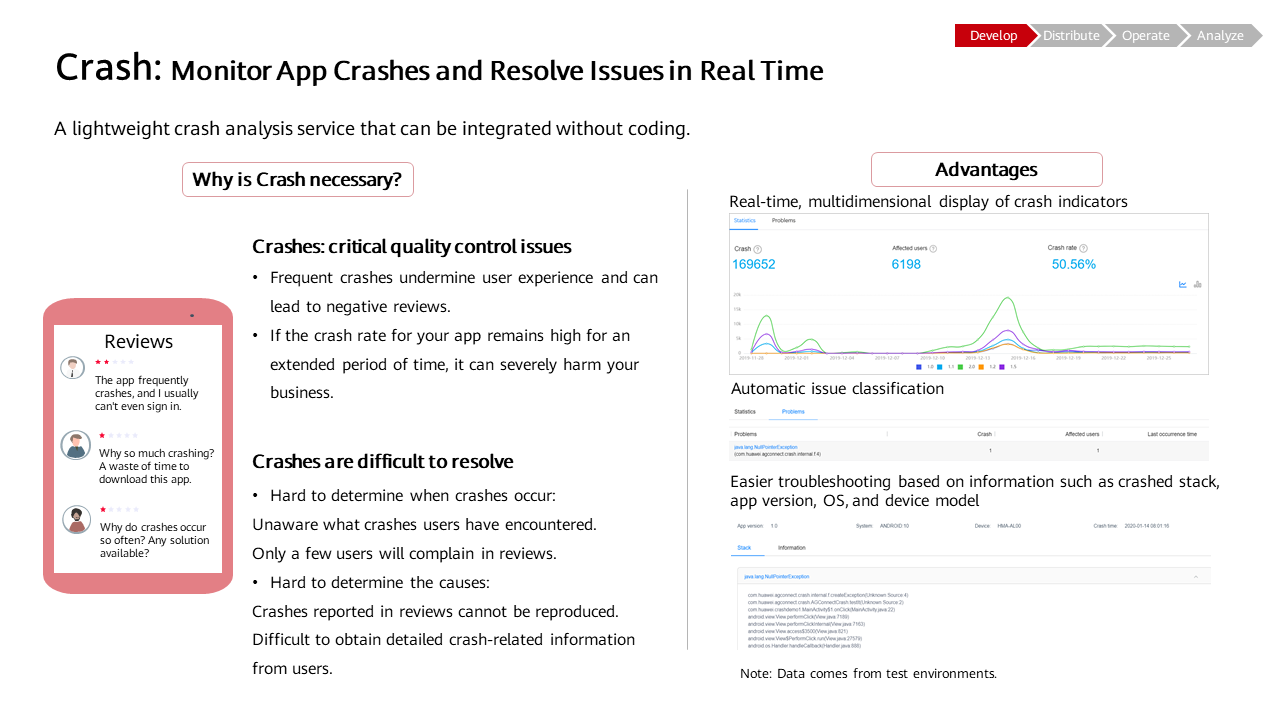 Develop
Distribute
Operate
Analyze
Crash: Monitor App Crashes and Resolve Issues in Real Time
A lightweight crash analysis service that can be integrated without coding.
Why is Crash necessary?
Crashes: critical quality control issues
• Frequent crashes undermine user experience and can
lead to negative reviews.
• If the crash rate for your app remains high for an
extended period of time, it can severely harm your
business.
Reviews
The app frequently
crashes, and I usually
can't even sign in.
Why so much crashing?
A waste of time to
download this app.
Why do crashes occur
so often? Any solution
available?
Crashes are difficult to resolve
• Hard to determine when crashes occur:
Unaware what crashes users have encountered.
Only a few users will complain in reviews.
• Hard to determine the causes:
Crashes reported in reviews cannot be reproduced.
Difficult to obtain detailed crash-related information
from users.
Advantages
Real-time, multidimensional display of crash indicators
Statistics Problems
Crash ? Affected users ? Crash rate ?
169652 6198 50.56%
20k
15k
10k
5k
0
2019-11-28 2019-12-01 2019-12-04 2019-12-07 2019-12-10 2019-12-13 2019-12-16 2019-12-19 2019-12-22 2019-12-25
1.0 1.1 2.0 1.2 1.5
Automatic issue classification
Statistics Problems
Problems Crash Affected users Last occurrence time
java.lang.NullPointerException 1 1
(com.huawei.agconnect.crash.internal.f.4)
Easier troubleshooting based on information such as crashed stack,
app version, OS, and device model
App version: 1.0 System: ANDROID 10 Device: HMA-AL00 Crash time: 2020-01-14 08:01:16
Stack Information
java.lang.NullPointerException
com.huawei.agconnect.crash.internal.f.createException(Unknown Source:4)
com.huawei.agconnect.crash.AGConnectCrash.testIt(Unknown Source:2)
com.huawei.crashdemo1.MainActivity$1.onClick(MainActivity.java:22)
android.view.View.performClick(View.java:7189)
android.view.View.performClickInternal(View.java:7163)
android.view.View.access$3500(View.java:821)
android.view.View$PerformClick.run(View.java:27579)
android.os.Handler.handleCallback(Handler.java:888)
Note: Data comes from test environments.